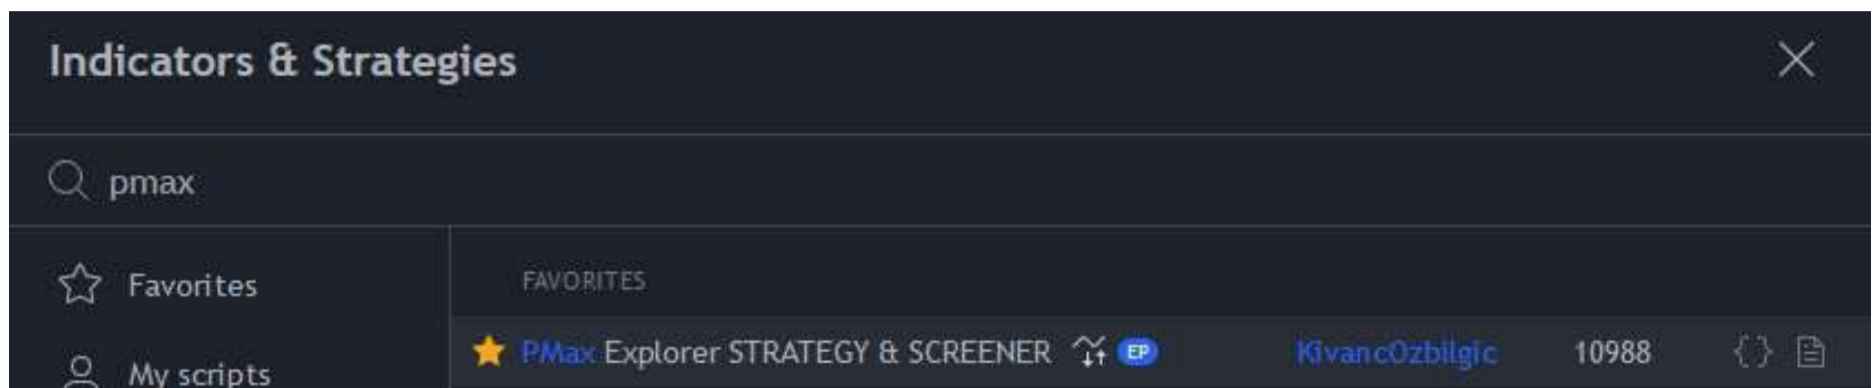 Indicators & Strategies
pmax
Favorites
FAVORITES
PMax Explorer STRATEGY & SCREENER EP KivancOzbilgic 10988
My scripts